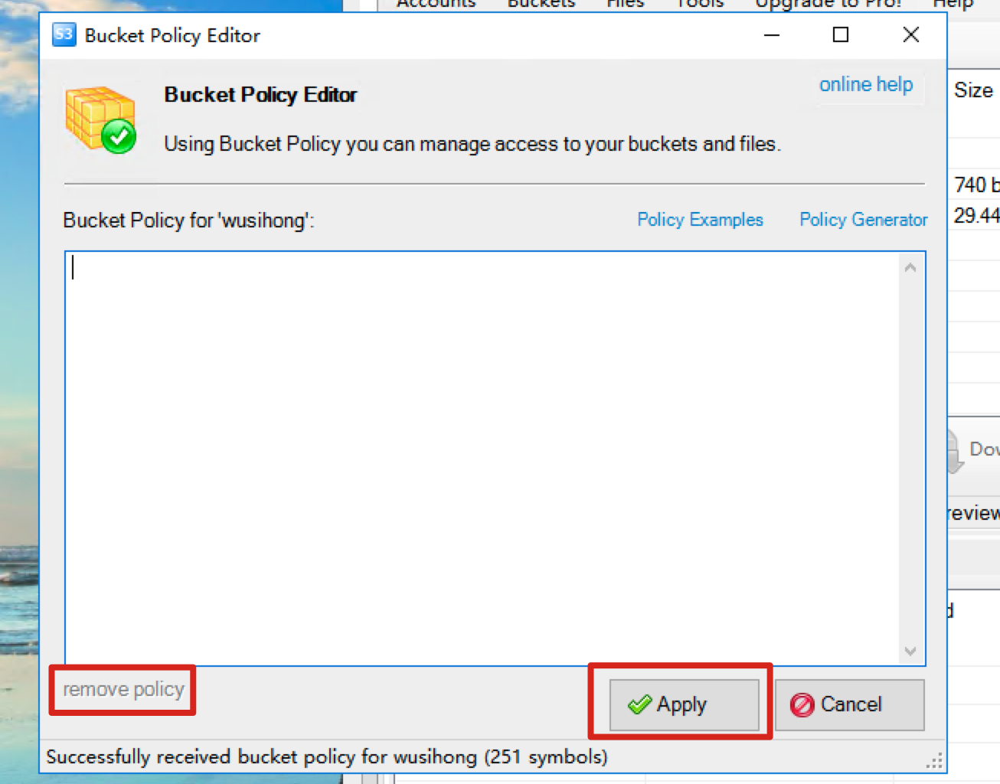 Accounts Buckets Files Tools Upgrade to Pro! Help
S3 Bucket Policy Editor
Bucket Policy Editor
online help
Size
Using Bucket Policy you can manage access to your buckets and files.
740 b
Bucket Policy for 'wusihong':
Policy Examples
Policy Generator
29.44
Dow
review
d
remove policy
Apply
Cancel
Successfully received bucket policy for wusihong (251 symbols)